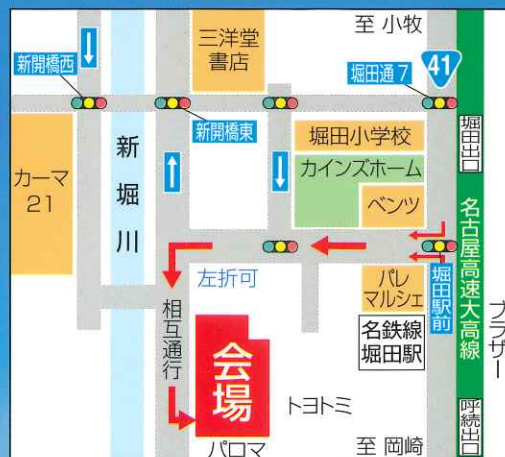 至 小牧
三洋堂
書店
新開橋西
堀田通7
41
新開橋東
堀田出口
カーマ
21
新堀川
堀田小学校
カインズホーム
ベンツ
名古屋高速大高線
左折可
パレ
マルシェ
堀田駅前
ブラザー
相互通行
名鉄線
堀田駅
会場
トヨトミ
呼続出口
パロマ
至 岡崎